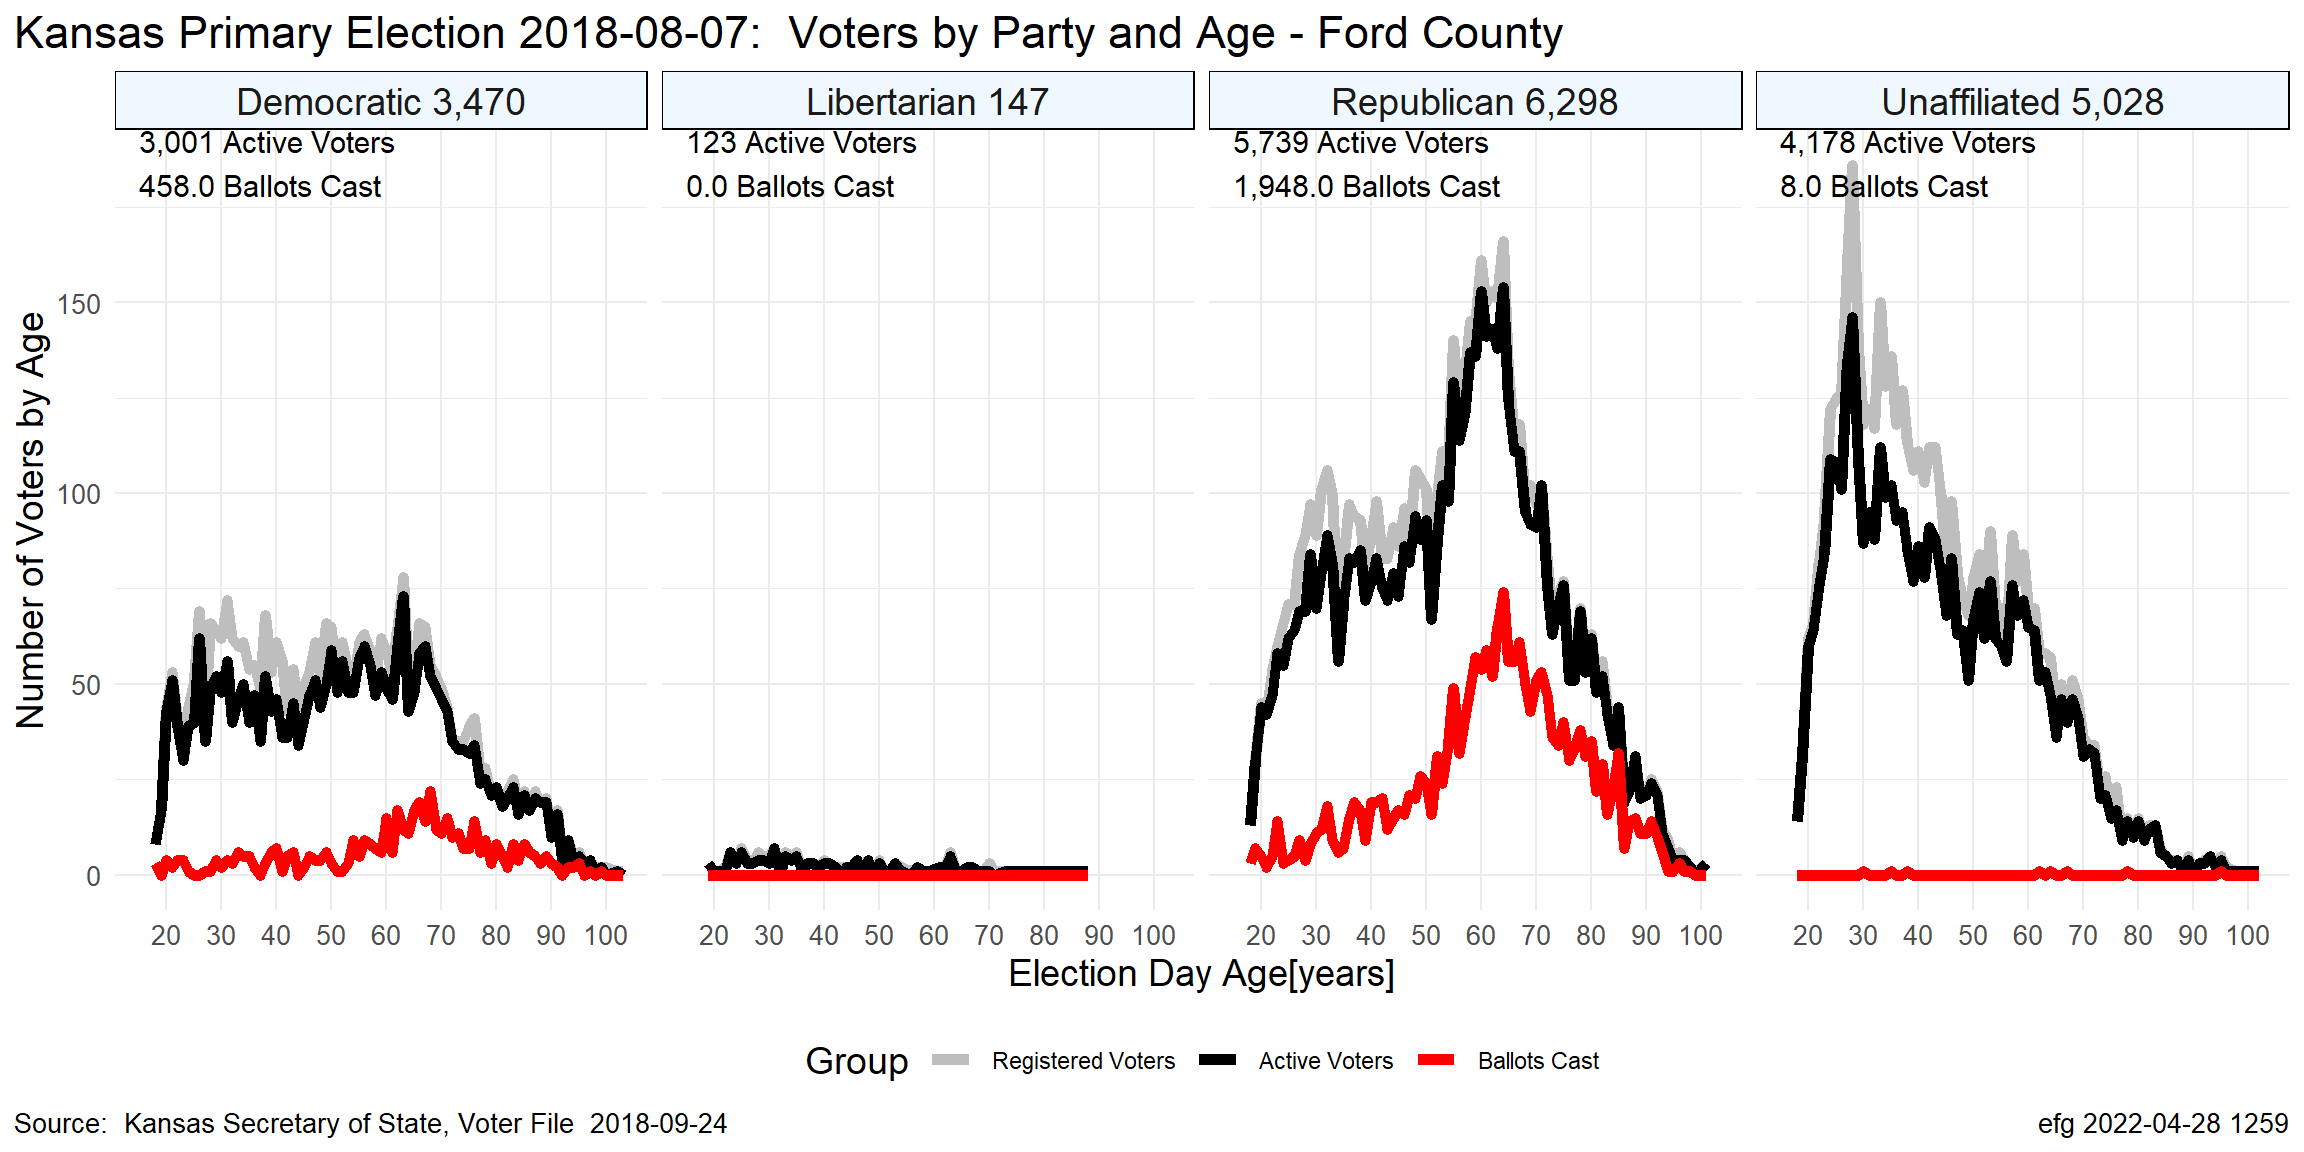 Kansas Primary Election 2018-08-07:  Voters by Party and Age - Ford County
Democratic 3,470
Libertarian 147
Republican 6,298
Unaffiliated 5,028
3,001 Active Voters
458.0 Ballots Cast
123 Active Voters
0.0 Ballots Cast
5,739 Active Voters
1,948.0 Ballots Cast
4,178 Active Voters
8.0 Ballots Cast
Number of Voters by Age
150
100
50
0
20 30 40 50 60 70 80 90 100
20 30 40 50 60 70 80 90 100
20 30 40 50 60 70 80 90 100
20 30 40 50 60 70 80 90 100
Election Day Age[years]
Group Registered Voters Active Voters Ballots Cast
Source:  Kansas Secretary of State, Voter File  2018-09-24
efg 2022-04-28 1259